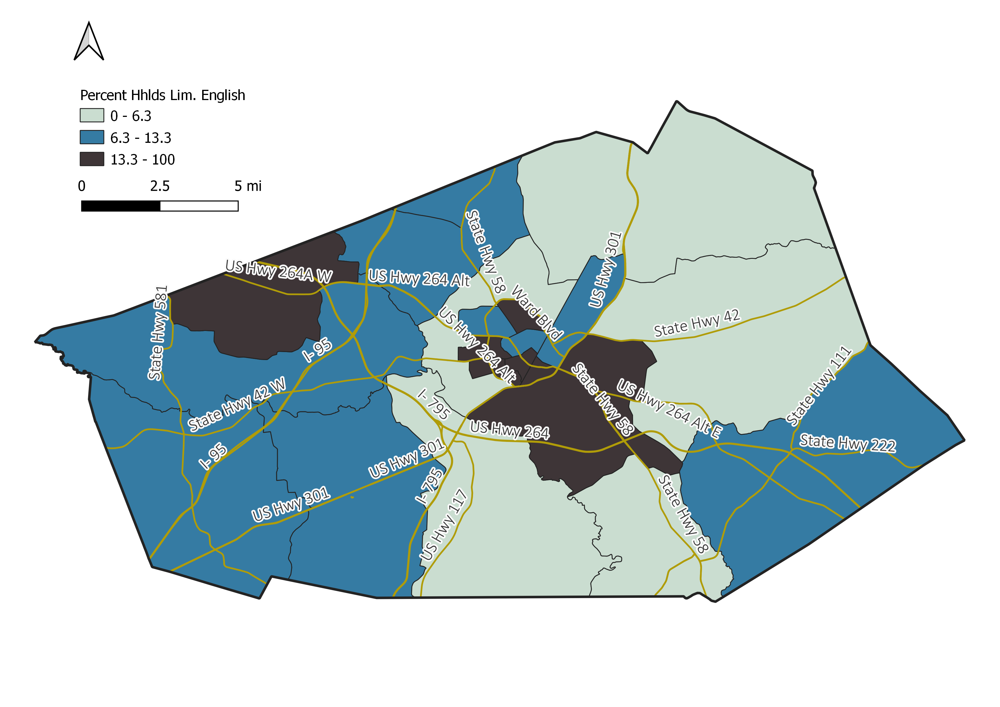 Percent Hhlds Lim. English
0 - 6.3
6.3 - 13.3
13.3 - 100
0 2.5 5 mi
State Hwy 58
US Hwy 301
US Hwy 264A W
US Hwy 264 Alt
State Hwy 581
Ward Blvd
US Hwy 264 Alt
State Hwy 42
I- 95
State Hwy 111
State Hwy 42 W
State Hwy 58
US Hwy 264 Alt E
I- 795
US Hwy 264
State Hwy 222
I- 95
US Hwy 301
I- 795
US Hwy 301
US Hwy 117
State Hwy 58